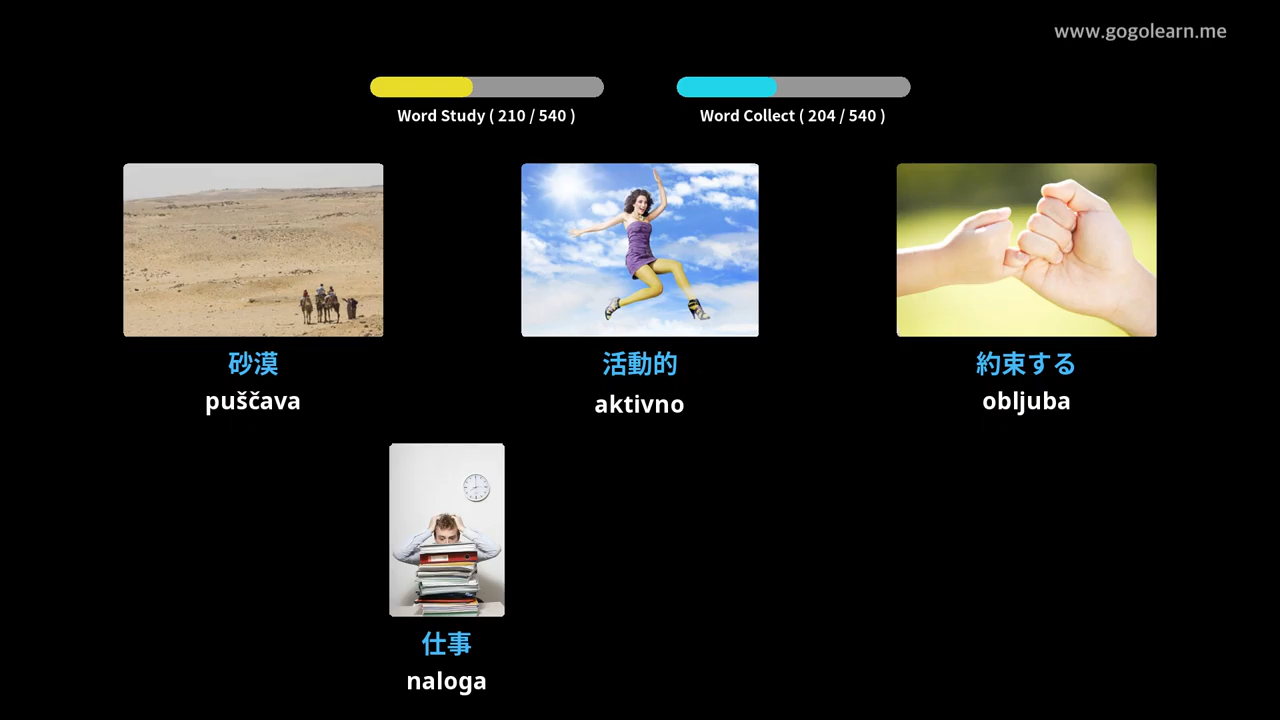 www.gogolearn.me
Word Study ( 210 / 540 )
Word Collect ( 204 / 540 )
砂漠
puščava
活動的
aktivno
約束する
obljuba
仕事
naloga